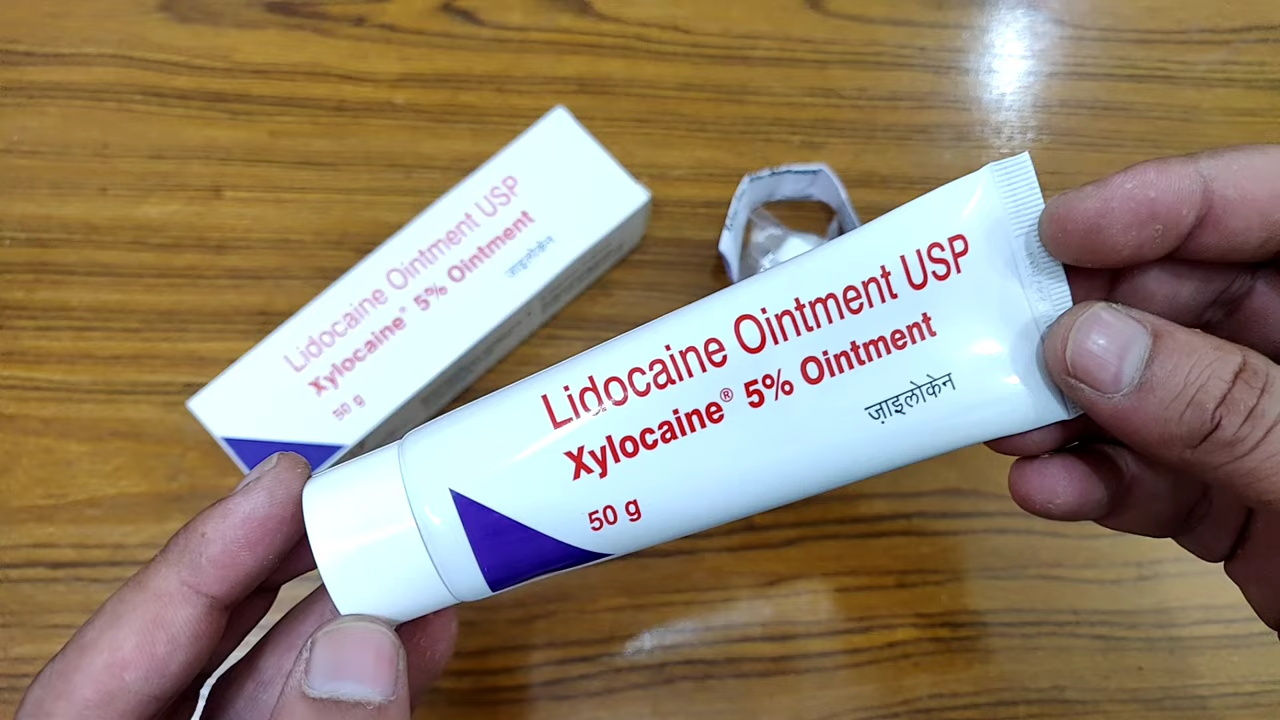 Lidocaine Ointment USP
Xylocaine® 5% Ointment
ज़ाइलोकेन
50 g
Lidocaine Ointment USP
Xylocaine® 5% Ointment
ज़ाइलोकेन
50 g